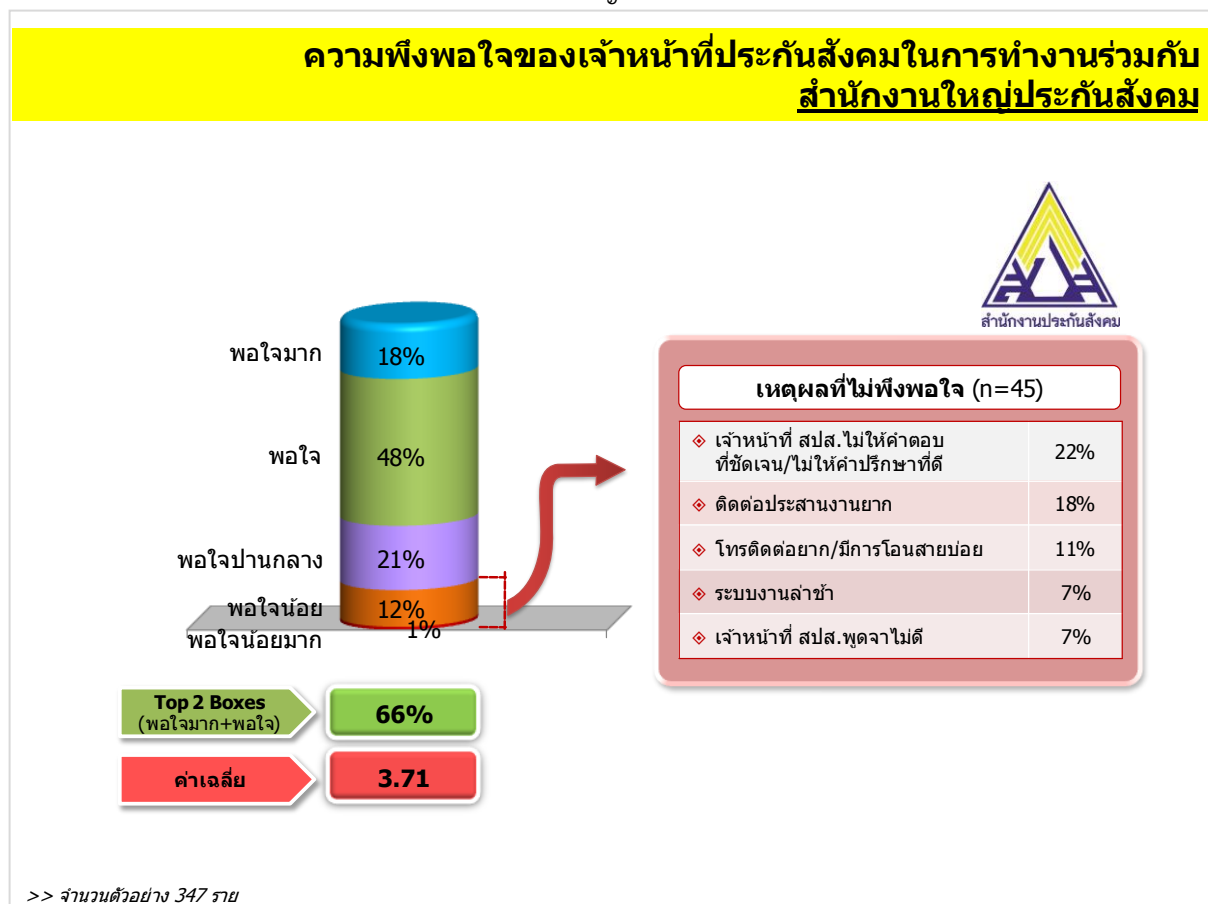 ความพึงพอใจของเจ้าหน้าที่ประกันสังคมในการทำงานร่วมกับ
สำนักงานใหญ่ประกันสังคม
สำนักงานประกันสังคม
พอใจมาก
18%
พอใจ
48%
พอใจปานกลาง
21%
พอใจน้อย
12%
พอใจน้อยมาก
1%
เหตุผลที่ไม่พึงพอใจ (n=45)
เจ้าหน้าที่ สปส.ไม่ให้คำตอบ
ที่ชัดเจน/ไม่ให้คำปรึกษาที่ดี
22%
ติดต่อประสานงานยาก
18%
โทรติดต่อยาก/มีการโอนสายบ่อย
11%
ระบบงานล่าช้า
7%
เจ้าหน้าที่ สปส.พูดจาไม่ดี
7%
Top 2 Boxes
(พอใจมาก+พอใจ)
66%
ค่าเฉลี่ย
3.71
>> จำนวนตัวอย่าง 347 ราย